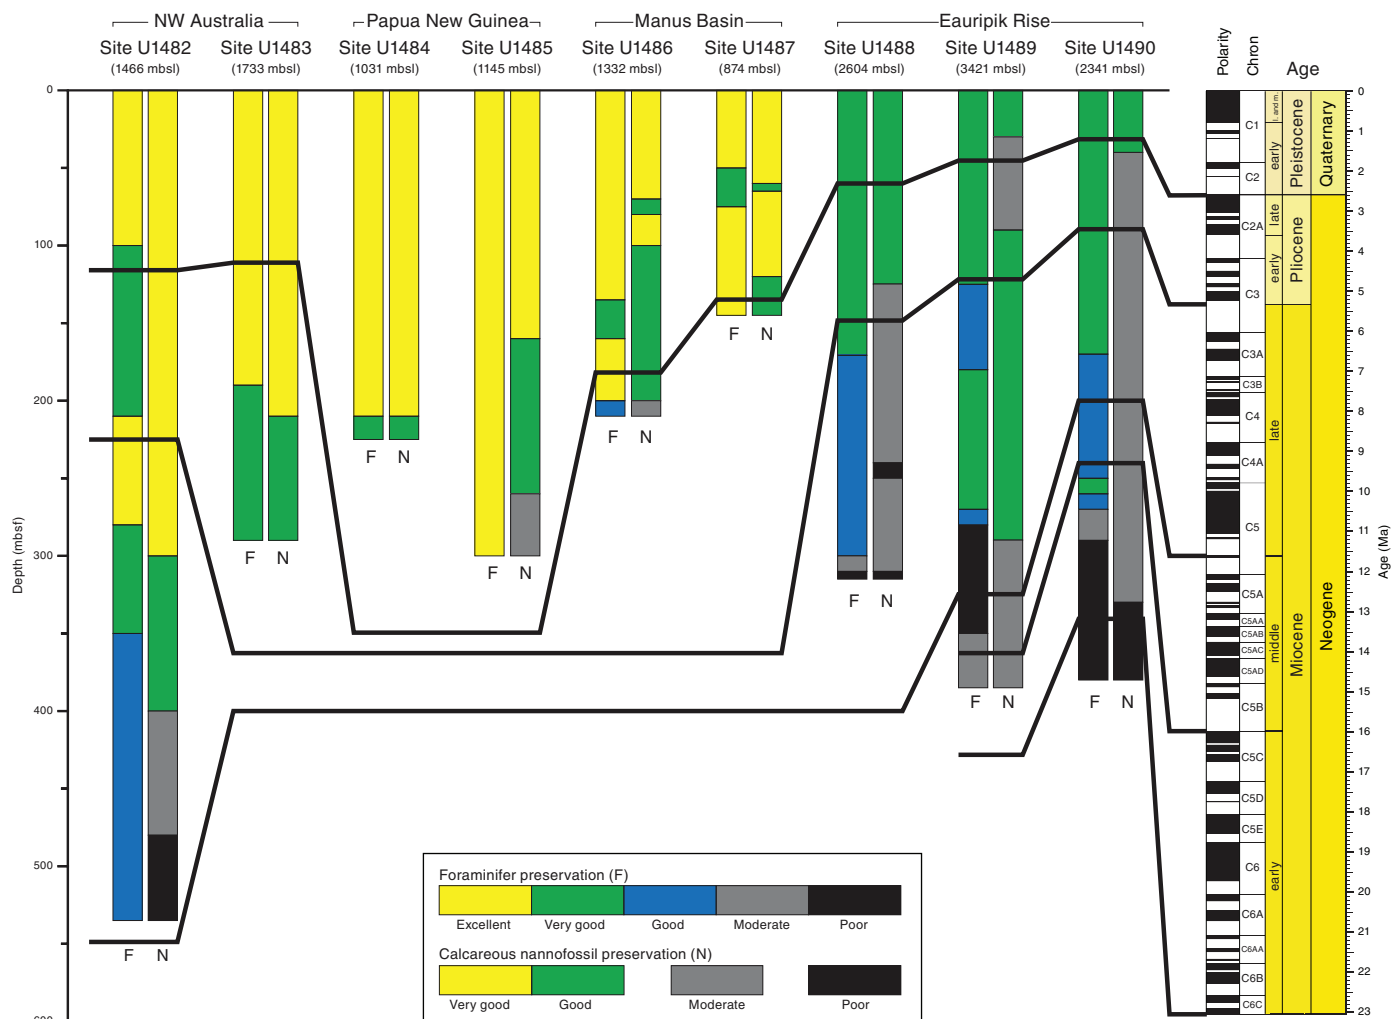 NW Australia Papua New Guinea Manus Basin Eauripik Rise
Site U1482 Site U1483 Site U1484 Site U1485 Site U1486 Site U1487 Site U1488 Site U1489 Site U1490
(1466 mbsl) (1733 mbsl) (1031 mbsl) (1145 mbsl) (1332 mbsl) (874 mbsl) (2604 mbsl) (3421 mbsl) (2341 mbsl)
Polarity
Chron
Age
Depth (mbsf)
0
100
200
300
400
500
F N
F N
F N
F N
F N
F N
F N
F N
F N
C1
C2
C2A
C3
C3A
C3B
C4
C4A
C5
C5A
C5AA
C5AB
C5AC
C5AD
C5B
C5C
C5D
C5E
C6
C6A
C6AA
C6B
C6C
l. and m.
early
late
early
late
middle
early
Pleistocene
Pliocene
Miocene
Quaternary
Neogene
0
1
2
3
4
5
6
7
8
9
10
11
12
13
14
15
16
17
18
19
20
21
22
23
Age (Ma)
Foraminifer preservation (F)
Excellent Very good Good Moderate Poor
Calcareous nannofossil preservation (N)
Very good Good Moderate Poor